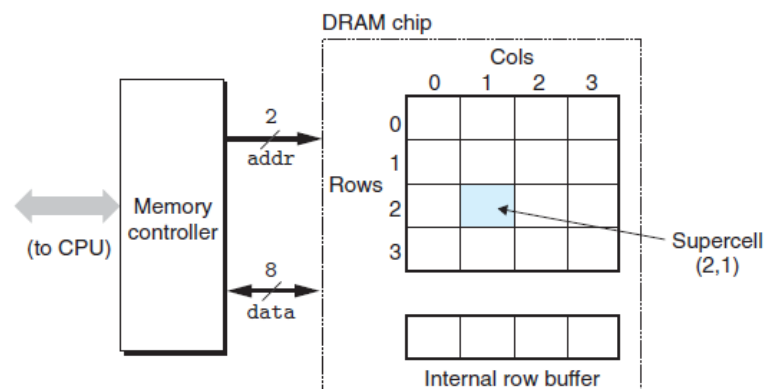 DRAM chip
Cols
0 1 2 3
2
addr
0
1
Rows
2
3
Memory
controller
(to CPU)
8
data
Supercell
(2,1)
Internal row buffer